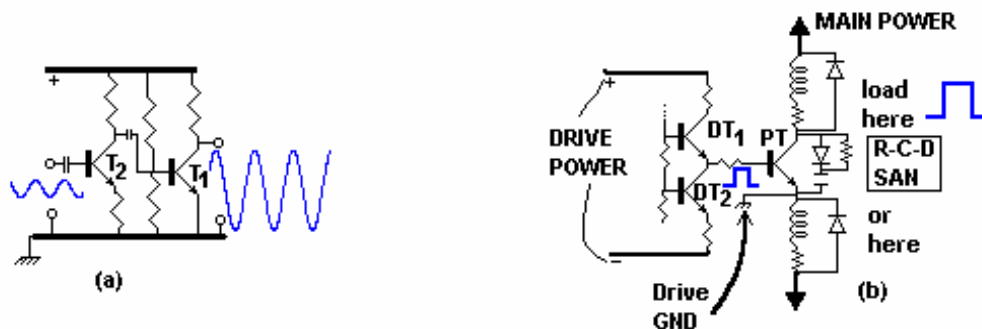 +
T2
T1
(a)
MAIN POWER
+
DRIVE
POWER
DT1
DT2
PT
load
here
R-C-D
SAN
or
here
Drive
GND
(b)